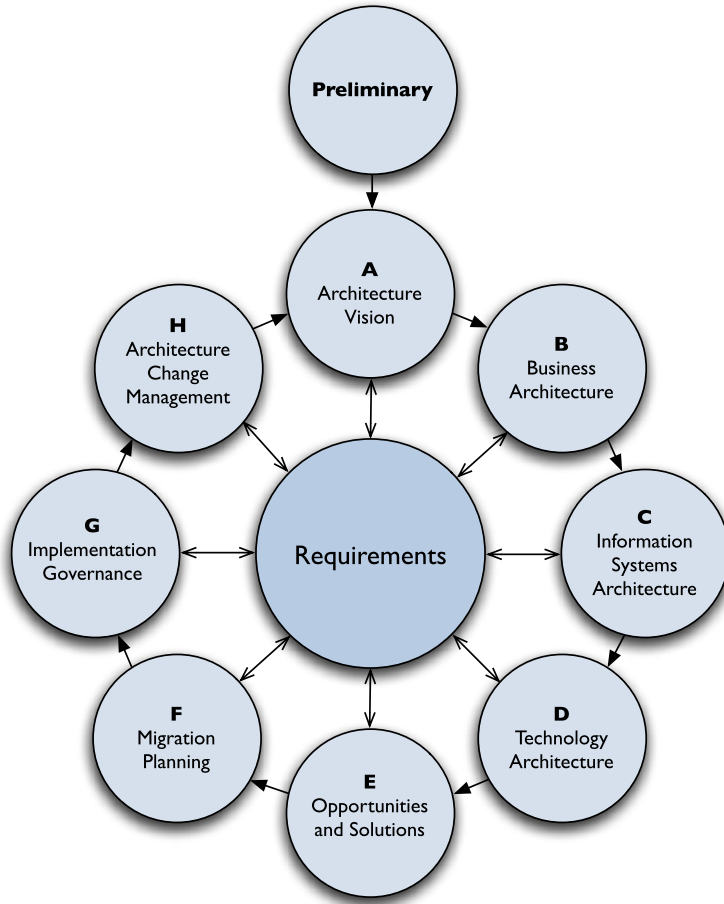 Preliminary
A
Architecture
Vision
B
Business
Architecture
C
Information
Systems
Architecture
D
Technology
Architecture
E
Opportunities
and Solutions
F
Migration
Planning
G
Implementation
Governance
H
Architecture
Change
Management
Requirements